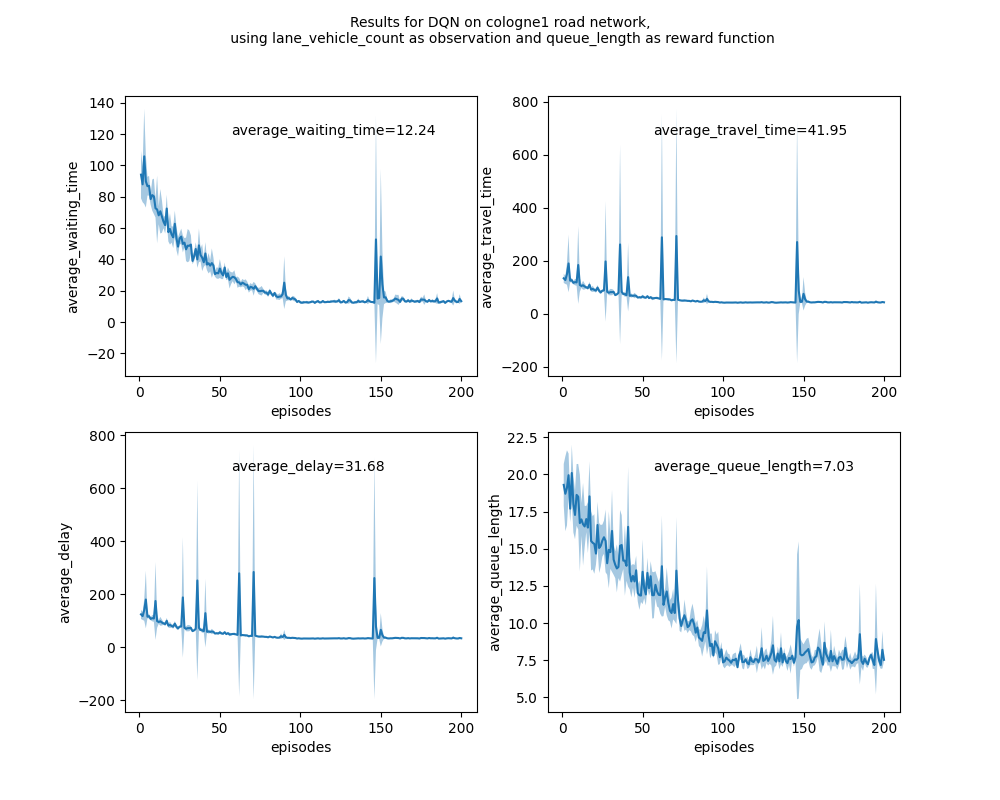 Results for DQN on cologne1 road network,
using lane_vehicle_count as observation and queue_length as reward function
average_waiting_time
140
120
100
80
60
40
20
0
−20
average_waiting_time=12.24
0 50 100 150 200
episodes
average_travel_time
800
600
400
200
0
−200
average_travel_time=41.95
0 50 100 150 200
episodes
average_delay
800
600
400
200
0
−200
average_delay=31.68
0 50 100 150 200
episodes
average_queue_length
22.5
20.0
17.5
15.0
12.5
10.0
7.5
5.0
average_queue_length=7.03
0 50 100 150 200
episodes